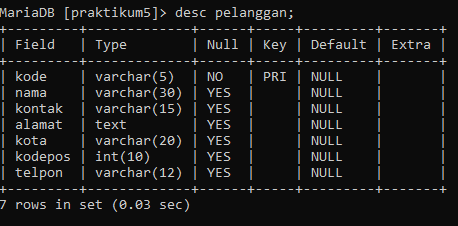 MariaDB [praktikum5]> desc pelanggan;
+---------+-------------+------+-----+---------+-------+
| Field   | Type        | Null | Key | Default | Extra |
+---------+-------------+------+-----+---------+-------+
| kode    | varchar(5)  | NO   | PRI | NULL    |       |
| nama    | varchar(30) | YES  |     | NULL    |       |
| kontak  | varchar(15) | YES  |     | NULL    |       |
| alamat  | text        | YES  |     | NULL    |       |
| kota    | varchar(20) | YES  |     | NULL    |       |
| kodepos | int(10)     | YES  |     | NULL    |       |
| telpon  | varchar(12) | YES  |     | NULL    |       |
+---------+-------------+------+-----+---------+-------+
7 rows in set (0.03 sec)